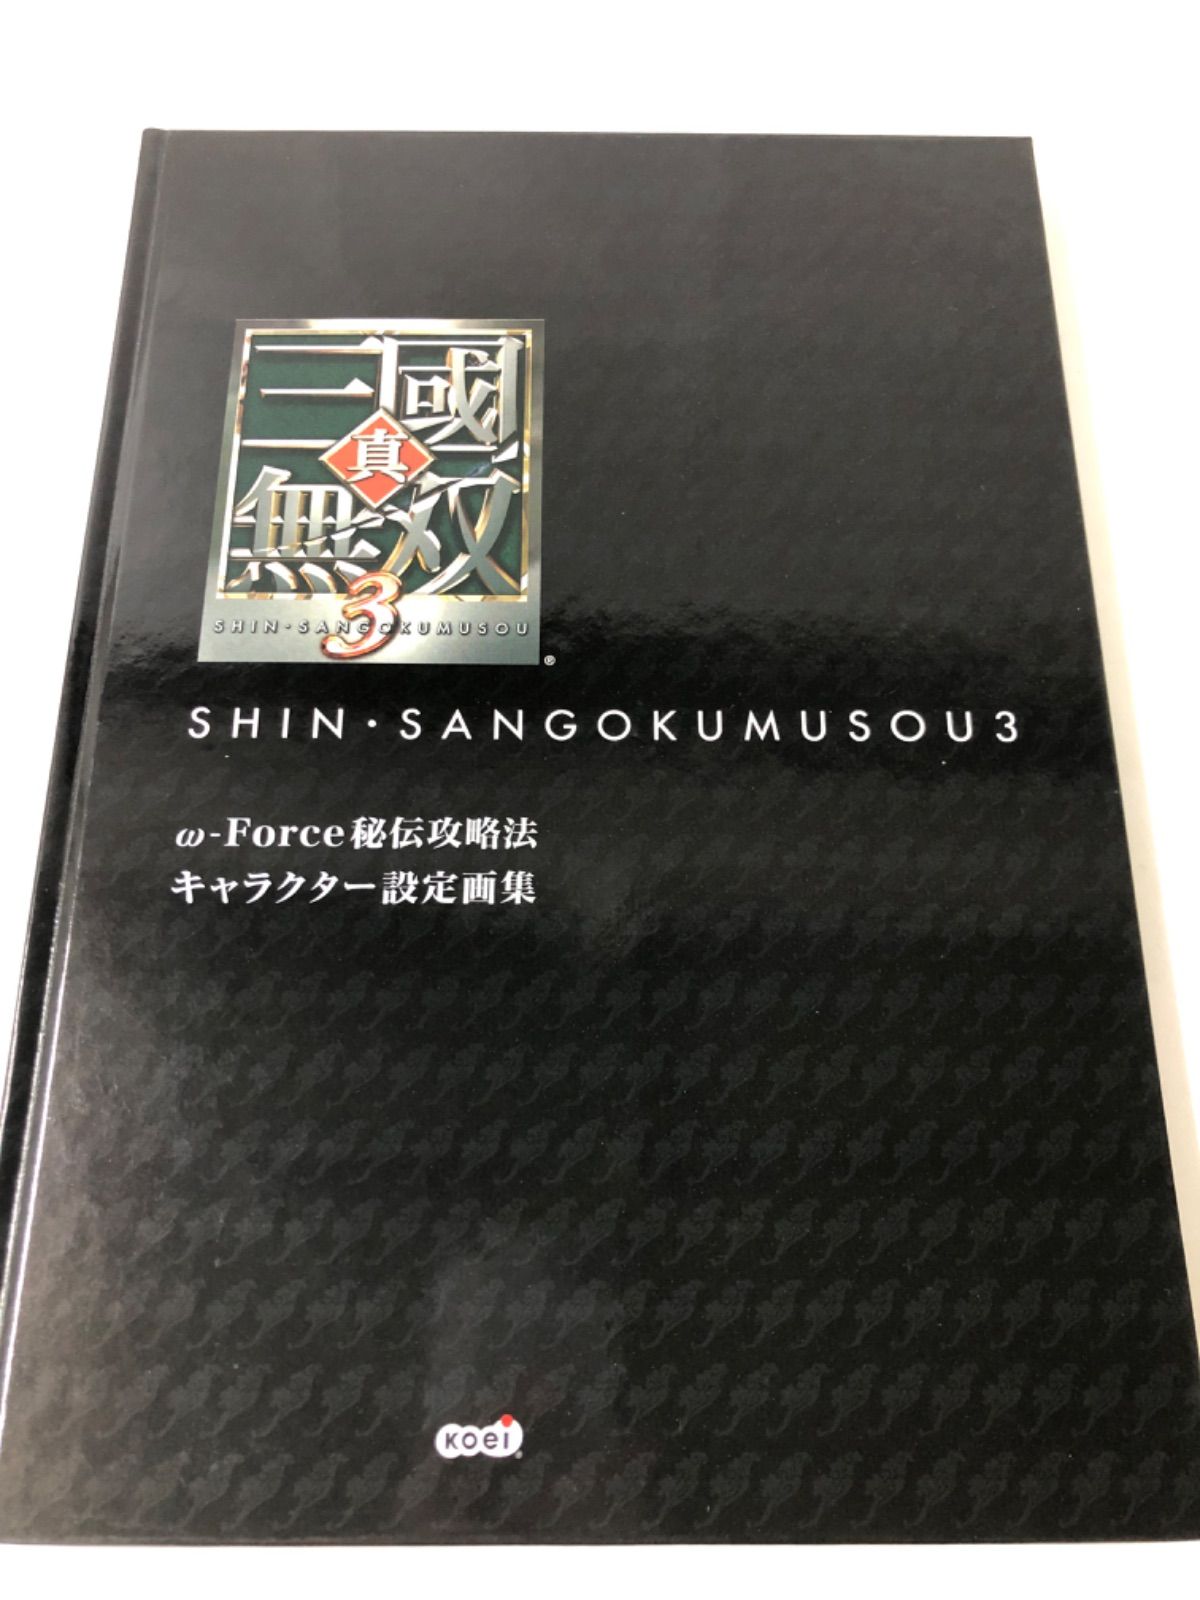 三國
真
無双
3
SHIN・SANGOKUMUSOU
®
SHIN・SANGOKUMUSOU3
ω-Force秘伝攻略法
キャラクター設定画集
KOEI